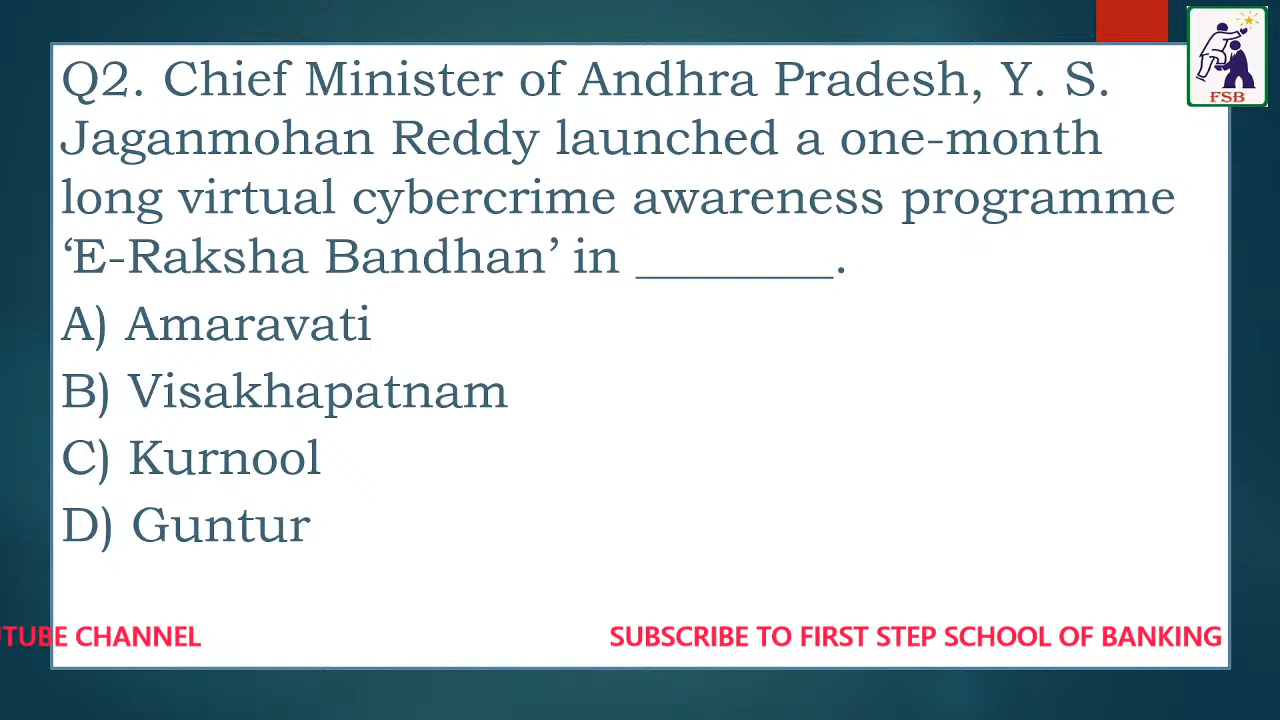 Q2. Chief Minister of Andhra Pradesh, Y. S.
Jaganmohan Reddy launched a one-month
long virtual cybercrime awareness programme
‘E-Raksha Bandhan’ in ________.
A) Amaravati
B) Visakhapatnam
C) Kurnool
D) Guntur
FSB
UTUBE CHANNEL SUBSCRIBE TO FIRST STEP SCHOOL OF BANKING